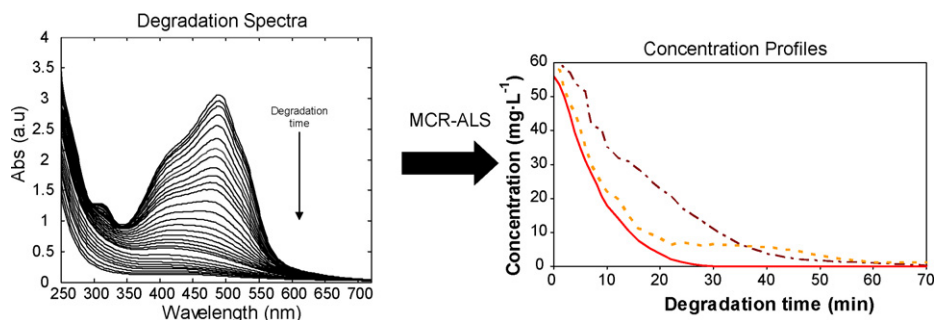 Degradation Spectra
4
3.5
3
2.5
2
1.5
1
0.5
0
Abs (a.u)
Degradation
time
250 300 350 400 450 500 550 600 650 700
Wavelength (nm)
MCR-ALS
Concentration Profiles
60
50
40
30
20
10
0
Concentration (mg·L⁻¹)
0 10 20 30 40 50 60 70
Degradation time (min)